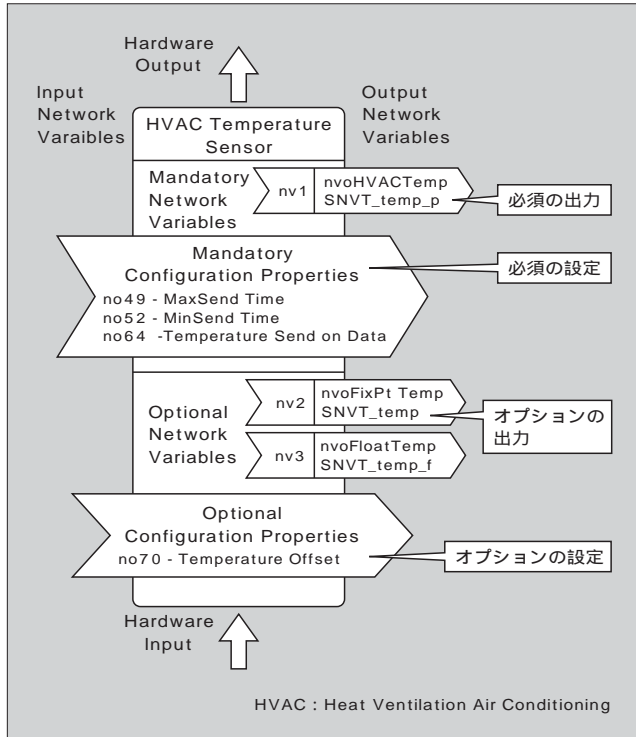 Hardware
Output
Input
Network
Varaibles
Output
Network
Variables
HVAC Temperature
Sensor
Mandatory
Network
Variables
nv1
nvoHVACTemp
SNVT_temp_p
必須の出力
Mandatory
Configuration Properties
no49 - MaxSend Time
no52 - MinSend Time
no64 -Temperature Send on Data
必須の設定
Optional
Network
Variables
nv2
nvoFixPt Temp
SNVT_temp
オプションの
出力
nv3
nvoFloatTemp
SNVT_temp_f
Optional
Configuration Properties
no70 - Temperature Offset
オプションの設定
Hardware
Input
HVAC : Heat Ventilation Air Conditioning